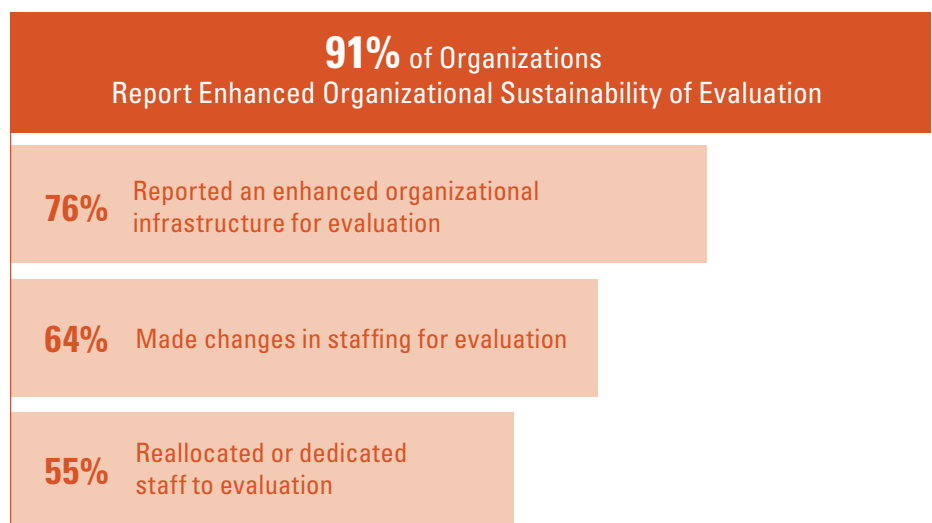 91% of Organizations
Report Enhanced Organizational Sustainability of Evaluation
76% Reported an enhanced organizational
infrastructure for evaluation
64% Made changes in staffing for evaluation
55% Reallocated or dedicated
staff to evaluation